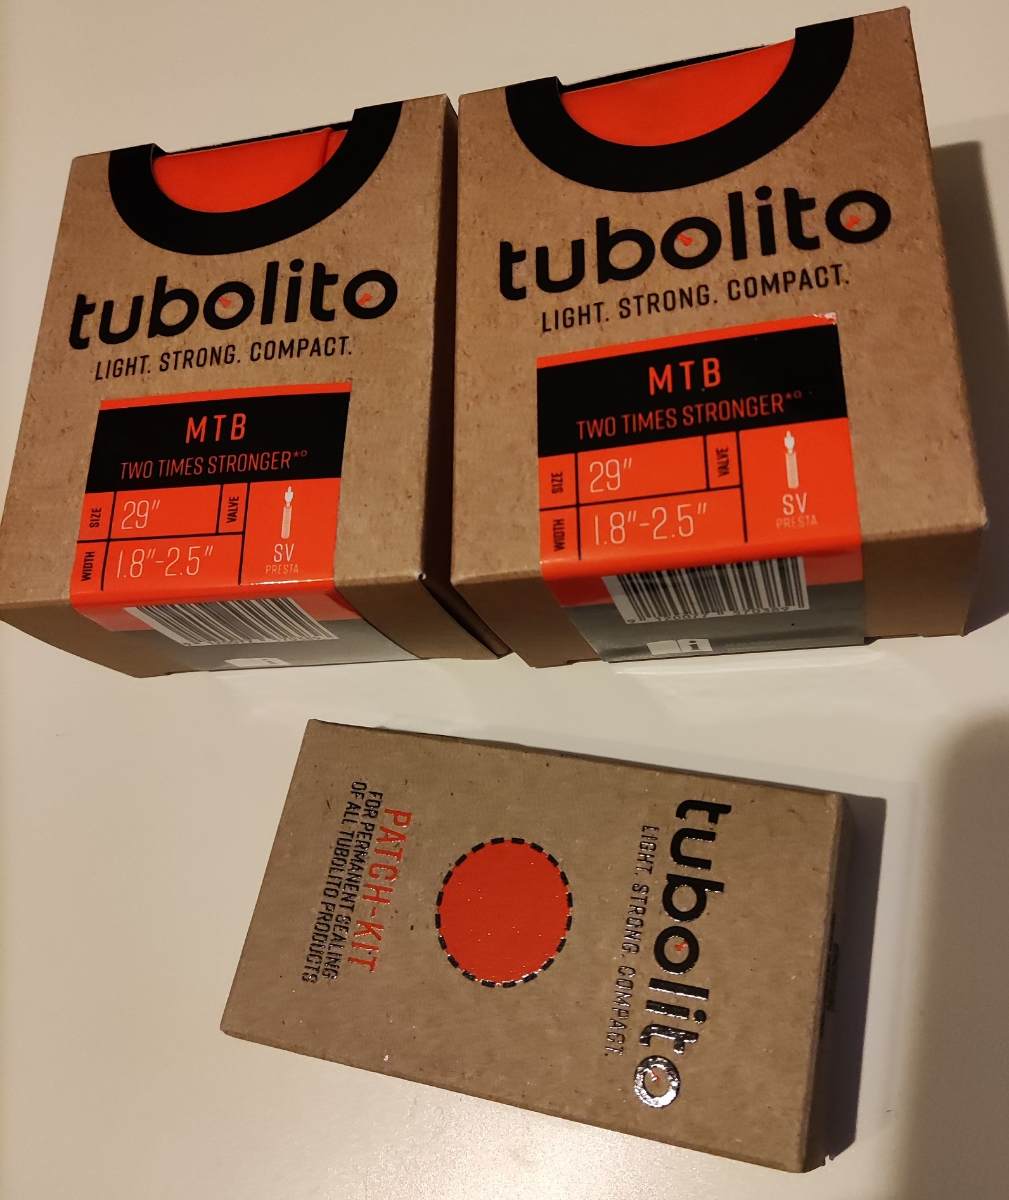 tubolito
LIGHT. STRONG. COMPACT.
MTB
TWO TIMES STRONGER*°
SIZE
29"
VALVE
WIDTH
1.8"-2.5"
SV
PRESTA
tubolito
LIGHT. STRONG. COMPACT.
MTB
TWO TIMES STRONGER*°
SIZE
29"
VALVE
WIDTH
1.8"-2.5"
SV
PRESTA
tubolito
LIGHT. STRONG. COMPACT.
PATCH-KIT
FOR PERMANENT SEALING
OF ALL TUBOLITO PRODUCTS